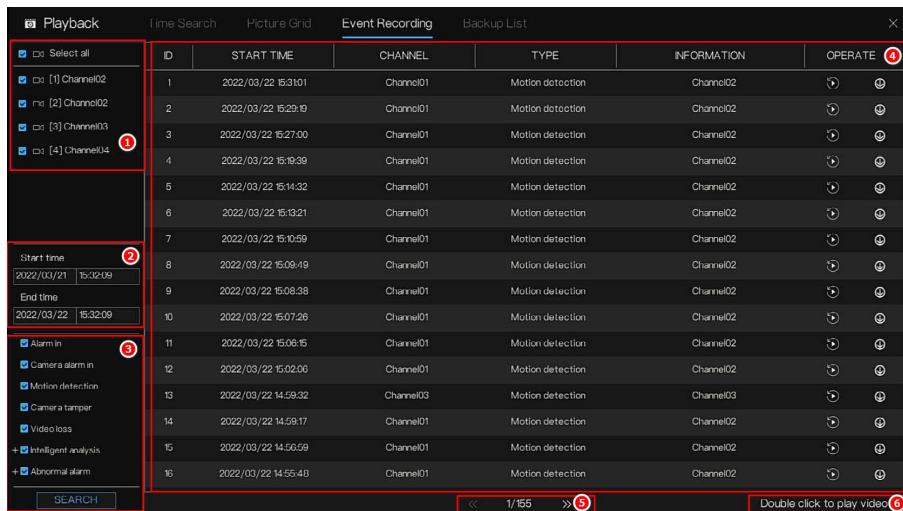 Playback Time Search Picture Grid Event Recording Backup List
Select all
[1] Channel02
[2] Channel02
[3] Channel03
[4] Channel04
1
2
Start time
2022/03/21 15:32:09
End time
2022/03/22 15:32:09
3
Alarm in
Camera alarm in
Motion detection
Camera tamper
Video loss
+ Intelligent analysis
+ Abnormal alarm
SEARCH
ID START TIME CHANNEL TYPE INFORMATION OPERATE 4
1 2022/03/22 15:31:01 Channel01 Motion detection Channel02
2 2022/03/22 15:29:19 Channel01 Motion detection Channel02
3 2022/03/22 15:27:00 Channel01 Motion detection Channel02
4 2022/03/22 15:19:39 Channel01 Motion detection Channel02
5 2022/03/22 15:14:32 Channel01 Motion detection Channel02
6 2022/03/22 15:13:21 Channel01 Motion detection Channel02
7 2022/03/22 15:10:59 Channel01 Motion detection Channel02
8 2022/03/22 15:09:49 Channel01 Motion detection Channel02
9 2022/03/22 15:08:38 Channel01 Motion detection Channel02
10 2022/03/22 15:07:26 Channel01 Motion detection Channel02
11 2022/03/22 15:06:15 Channel01 Motion detection Channel02
12 2022/03/22 15:02:06 Channel01 Motion detection Channel02
13 2022/03/22 14:59:32 Channel03 Motion detection Channel02
14 2022/03/22 14:59:17 Channel01 Motion detection Channel02
15 2022/03/22 14:56:59 Channel01 Motion detection Channel02
16 2022/03/22 14:55:48 Channel01 Motion detection Channel02
« 1/155 » 5
Double click to play video 6